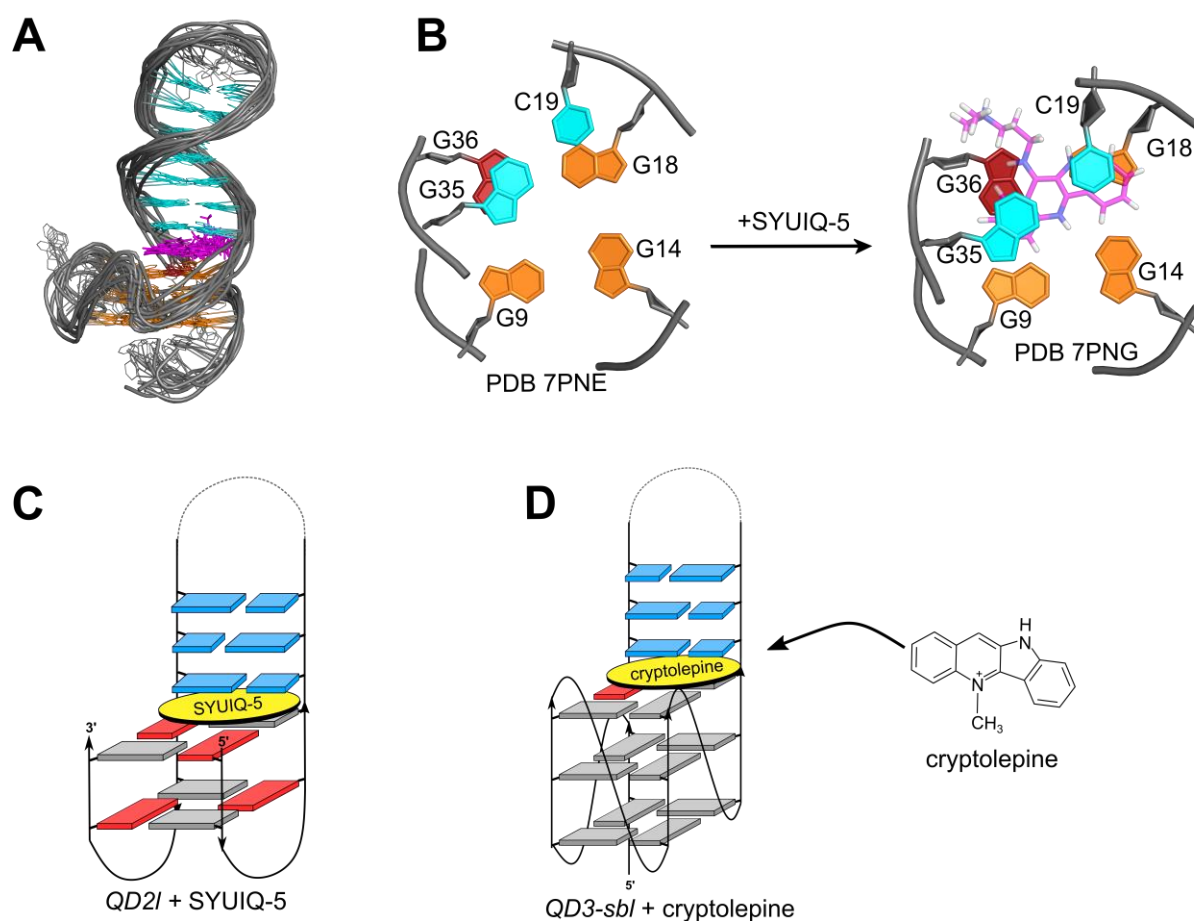 A
B
C19
G36
G35
G18
G14
G9
PDB 7PNE
+SYUIQ-5
C19
G36
G18
G35
G14
G9
PDB 7PNG
C
SYUIQ-5
3'
5'
QD2l + SYUIQ-5
D
cryptolepine
5'
QD3-sbl + cryptolepine
H
N
N+
CH3
cryptolepine